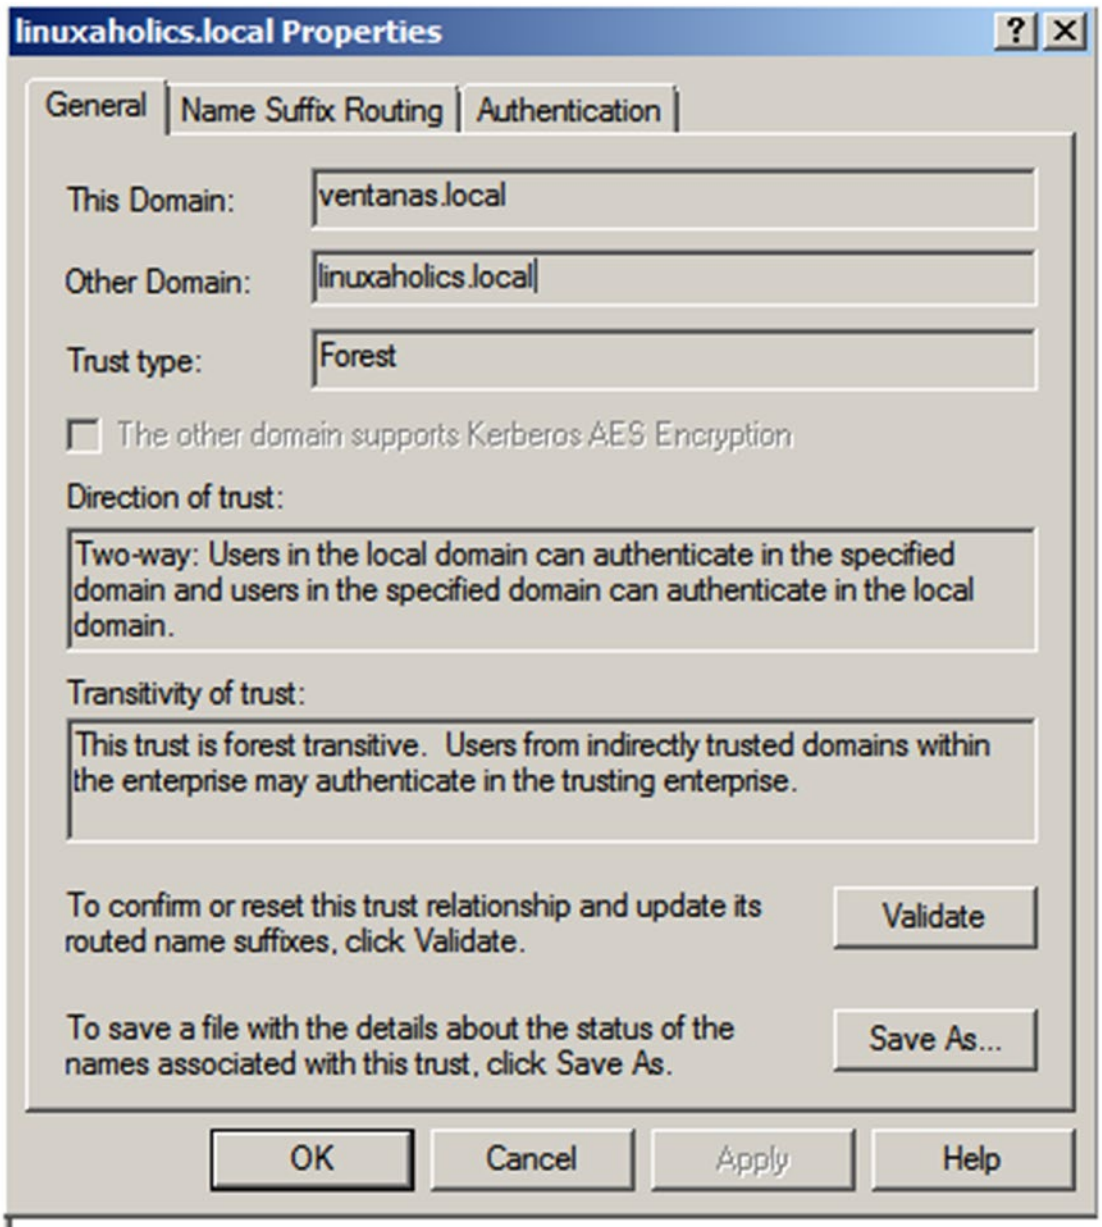 linuxaholics.local Properties
General
Name Suffix Routing
Authentication
This Domain:
ventanas.local
Other Domain:
linuxaholics.local
Trust type:
Forest
The other domain supports Kerberos AES Encryption
Direction of trust:
Two-way: Users in the local domain can authenticate in the specified
domain and users in the specified domain can authenticate in the local
domain.
Transitivity of trust:
This trust is forest transitive.  Users from indirectly trusted domains within
the enterprise may authenticate in the trusting enterprise.
To confirm or reset this trust relationship and update its
routed name suffixes, click Validate.
Validate
To save a file with the details about the status of the
names associated with this trust, click Save As.
Save As...
OK
Cancel
Apply
Help